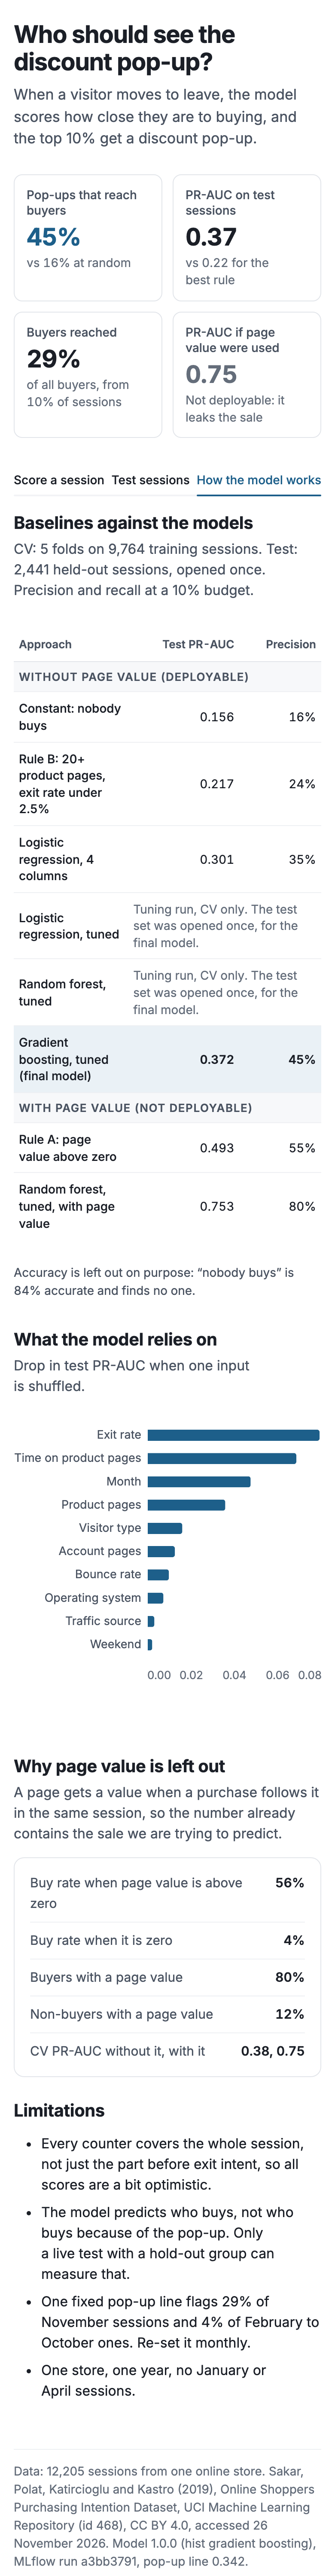 Who should see the
discount pop-up?
When a visitor moves to leave, the model
scores how close they are to buying, and
the top 10% get a discount pop-up.
Pop-ups that reach
buyers
45%
vs 16% at random
PR-AUC on test
sessions
0.37
vs 0.22 for the
best rule
Buyers reached
29%
of all buyers, from
10% of sessions
PR-AUC if page
value were used
0.75
Not deployable: it
leaks the sale
Score a session Test sessions How the model works
Baselines against the models
CV: 5 folds on 9,764 training sessions. Test:
2,441 held-out sessions, opened once.
Precision and recall at a 10% budget.
Approach Test PR-AUC Precision
WITHOUT PAGE VALUE (DEPLOYABLE)
Constant: nobody
buys
0.156 16%
Rule B: 20+
product pages,
exit rate under
2.5%
0.217 24%
Logistic
regression, 4
columns
0.301 35%
Logistic
regression, tuned
Tuning run, CV only. The test
set was opened once, for the
final model.
Random forest,
tuned
Tuning run, CV only. The test
set was opened once, for the
final model.
Gradient
boosting, tuned
(final model)
0.372 45%
WITH PAGE VALUE (NOT DEPLOYABLE)
Rule A: page
value above zero
0.493 55%
Random forest,
tuned, with page
value
0.753 80%
Accuracy is left out on purpose: “nobody buys” is
84% accurate and finds no one.
What the model relies on
Drop in test PR-AUC when one input
is shuffled.
Exit rate
Time on product pages
Month
Product pages
Visitor type
Account pages
Bounce rate
Operating system
Traffic source
Weekend
0.00 0.02 0.04 0.06 0.08
Why page value is left out
A page gets a value when a purchase follows it
in the same session, so the number already
contains the sale we are trying to predict.
Buy rate when page value is above
zero
56%
Buy rate when it is zero 4%
Buyers with a page value 80%
Non-buyers with a page value 12%
CV PR-AUC without it, with it 0.38, 0.75
Limitations
• Every counter covers the whole session,
not just the part before exit intent, so all
scores are a bit optimistic.
• The model predicts who buys, not who
buys because of the pop-up. Only
a live test with a hold-out group can
measure that.
• One fixed pop-up line flags 29% of
November sessions and 4% of February to
October ones. Re-set it monthly.
• One store, one year, no January or
April sessions.
Data: 12,205 sessions from one online store. Sakar,
Polat, Katircioglu and Kastro (2019), Online Shoppers
Purchasing Intention Dataset, UCI Machine Learning
Repository (id 468), CC BY 4.0, accessed 26
November 2026. Model 1.0.0 (hist gradient boosting),
MLflow run a3bb3791, pop-up line 0.342.